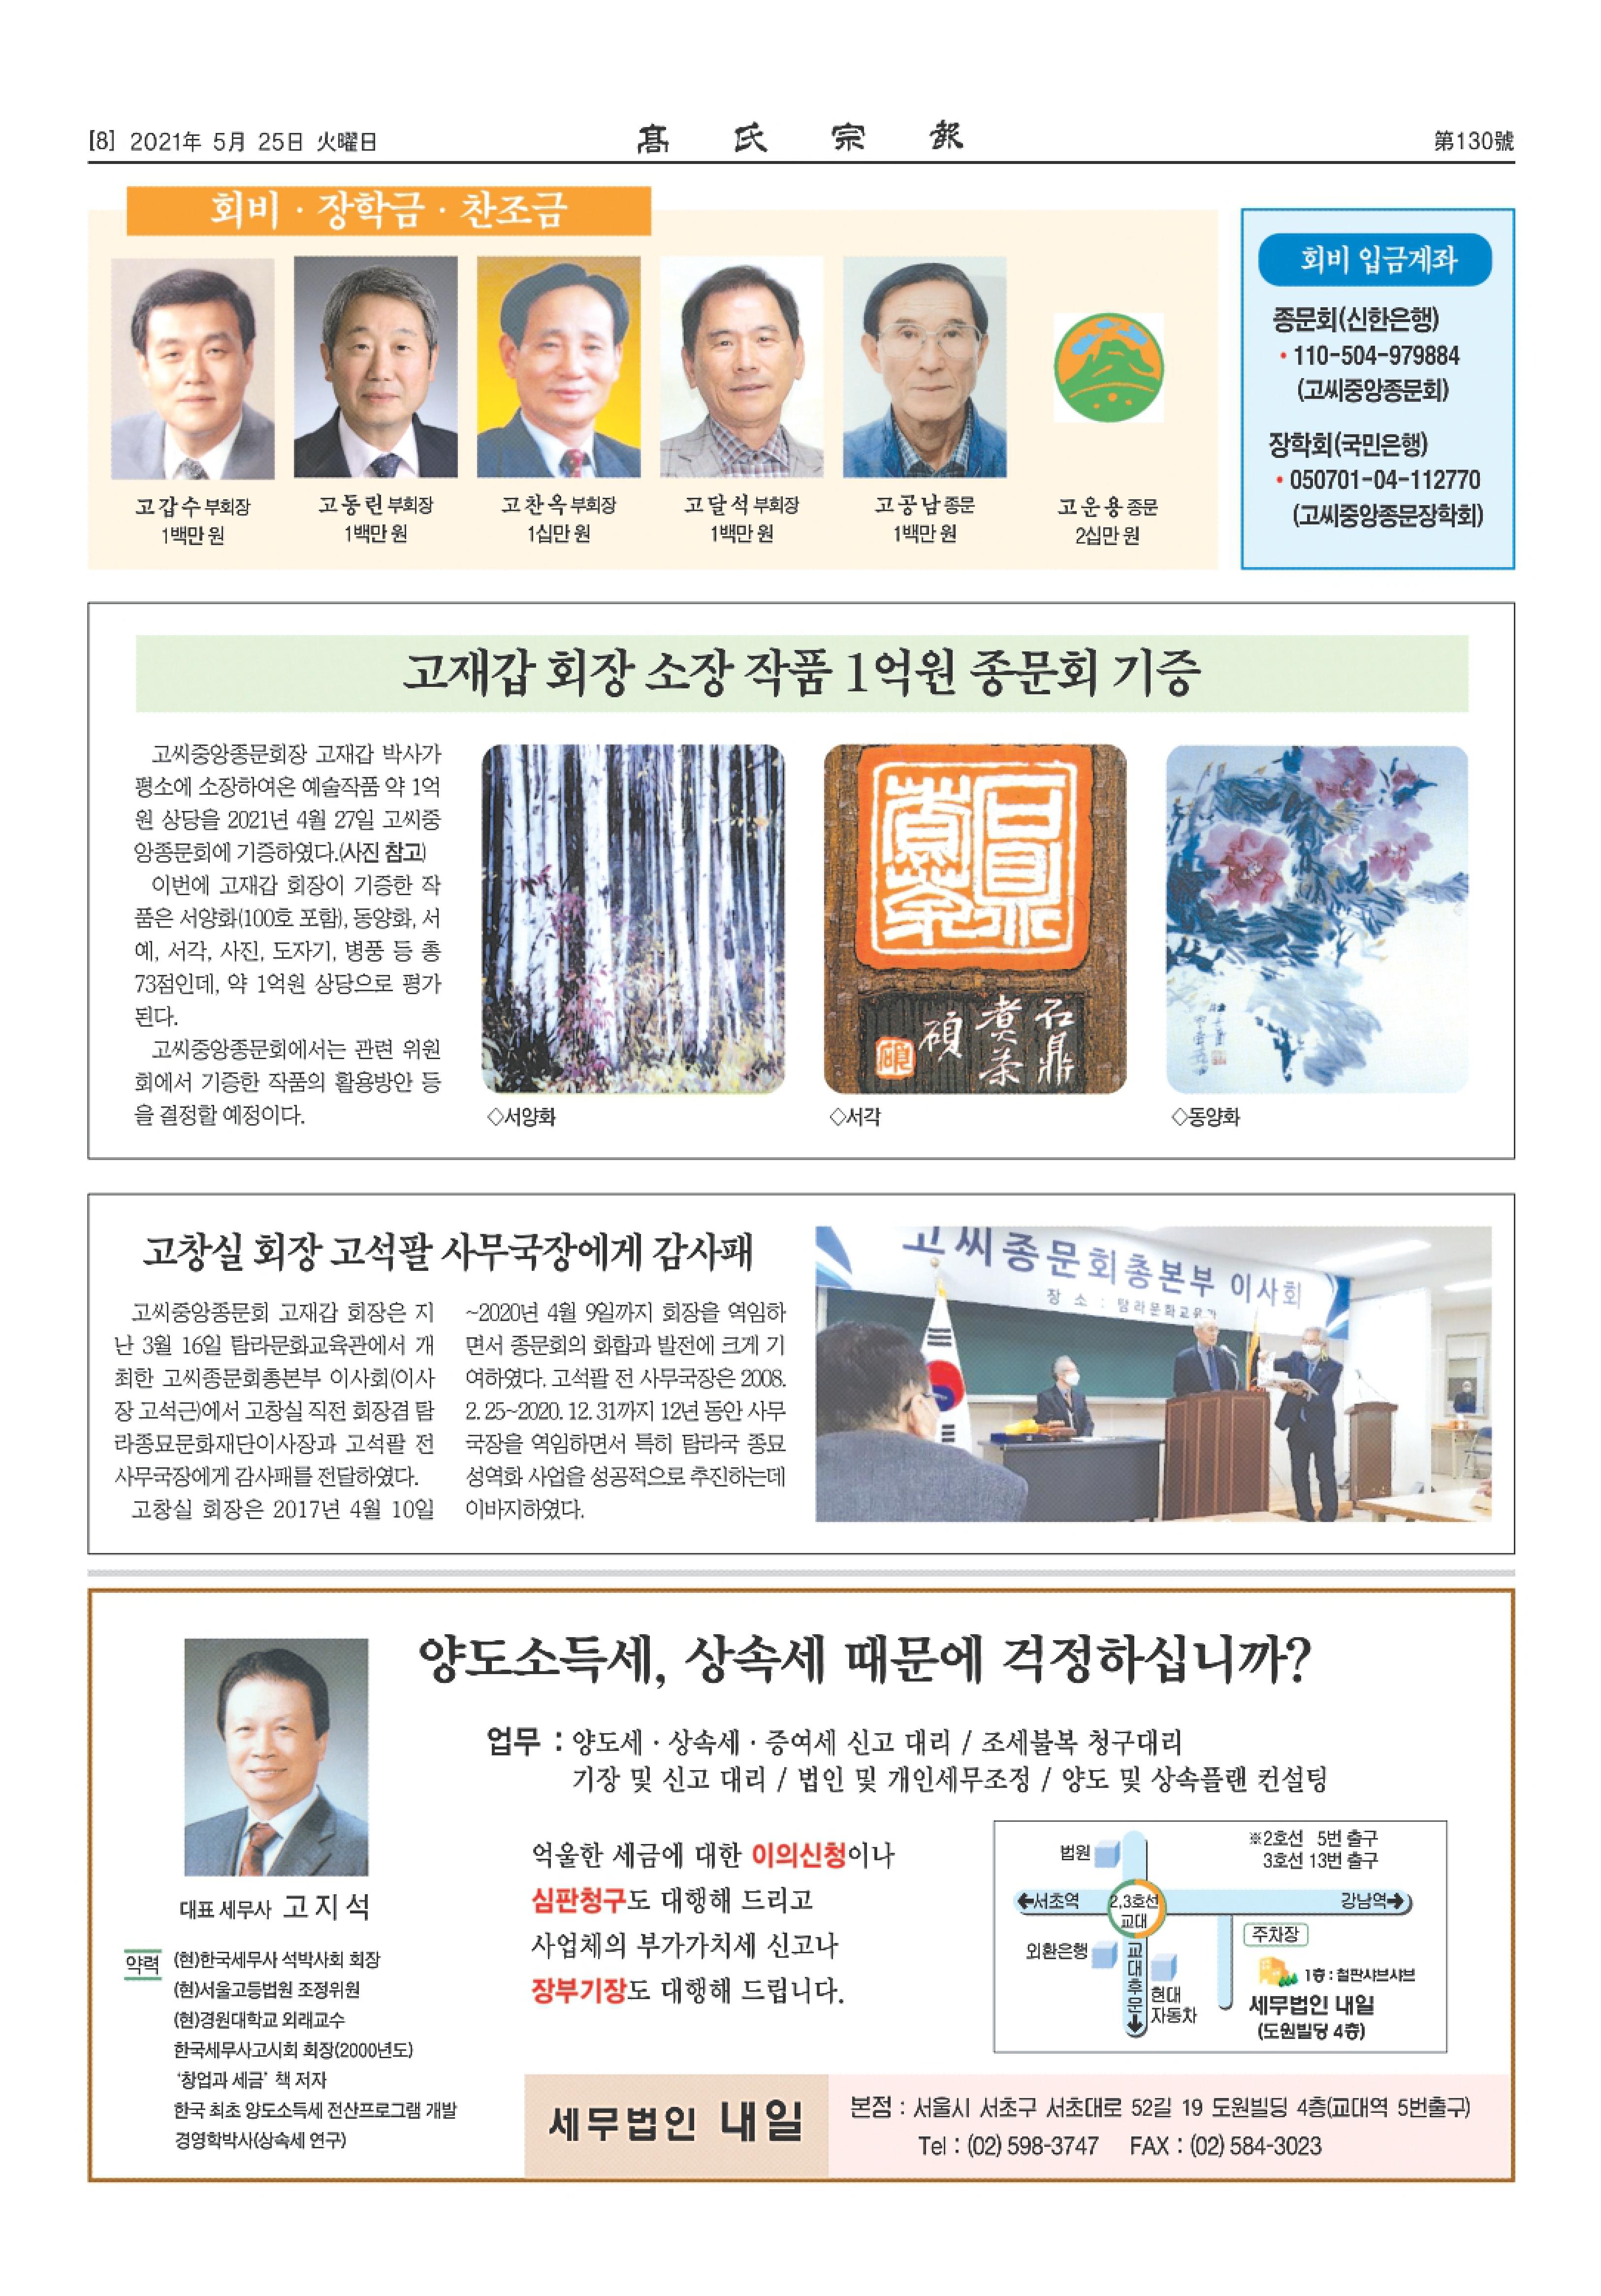 [8] 2021年 5月 25日 火曜日
髙氏宗報
第130號
회비 · 장학금 · 찬조금
고갑수 부회장
1백만 원
고동린 부회장
1백만 원
고찬옥 부회장
1십만 원
고달석 부회장
1백만 원
고공남 종문
1백만 원
고운용 종문
2십만 원
회비 입금계좌
종문회(신한은행)
• 110-504-979884
(고씨중앙종문회)
장학회(국민은행)
• 050701-04-112770
(고씨중앙종문장학회)
고재갑 회장 소장 작품 1억원 종문회 기증
고씨중앙종문회장 고재갑 박사가
평소에 소장하여온 예술작품 약 1억
원 상당을 2021년 4월 27일 고씨중
앙종문회에 기증하였다.(사진 참고)
이번에 고재갑 회장이 기증한 작
품은 서양화(100호 포함), 동양화, 서
예, 서각, 사진, 도자기, 병풍 등 총
73점인데, 약 1억원 상당으로 평가
된다.
고씨중앙종문회에서는 관련 위원
회에서 기증한 작품의 활용방안 등
을 결정할 예정이다.
石鼎
煑茶
碩
◇서양화
◇서각
◇동양화
고창실 회장 고석팔 사무국장에게 감사패
고씨중앙종문회 고재갑 회장은 지
난 3월 16일 탐라문화교육관에서 개
최한 고씨종문회총본부 이사회(이사
장 고석근)에서 고창실 직전 회장겸 탐
라종묘문화재단이사장과 고석팔 전
사무국장에게 감사패를 전달하였다.
고창실 회장은 2017년 4월 10일
~2020년 4월 9일까지 회장을 역임하
면서 종문회의 화합과 발전에 크게 기
여하였다. 고석팔 전 사무국장은 2008.
2. 25~2020. 12. 31까지 12년 동안 사무
국장을 역임하면서 특히 탐라국 종묘
성역화 사업을 성공적으로 추진하는데
이바지하였다.
고씨종문회총본부 이사회
장 소 : 탐라문화교육관
양도소득세, 상속세 때문에 걱정하십니까?
업무 : 양도세 · 상속세 · 증여세 신고 대리 / 조세불복 청구대리
기장 및 신고 대리 / 법인 및 개인세무조정 / 양도 및 상속플랜 컨설팅
대표 세무사 고지석
약력
(현)한국세무사 석박사회 회장
(현)서울고등법원 조정위원
(현)경원대학교 외래교수
한국세무사고시회 회장(2000년도)
'창업과 세금' 책 저자
한국 최초 양도소득세 전산프로그램 개발
경영학박사(상속세 연구)
억울한 세금에 대한 이의신청이나
심판청구도 대행해 드리고
사업체의 부가가치세 신고나
장부기장도 대행해 드립니다.
※2호선 5번 출구
3호선 13번 출구
법원
←서초역
2,3호선
교대
강남역→
외환은행
교대후문
현대
자동차
주차장
1층 : 철판샤브샤브
세무법인 내일
(도원빌딩 4층)
세무법인 내일
본점 : 서울시 서초구 서초대로 52길 19 도원빌딩 4층(교대역 5번출구)
Tel : (02) 598-3747 FAX : (02) 584-3023